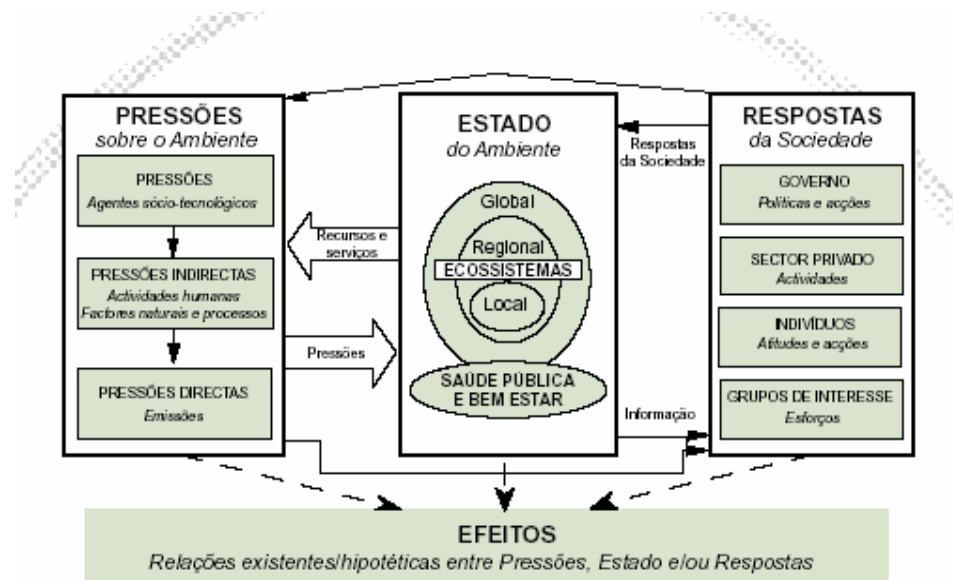 PRESSÕES
sobre o Ambiente
PRESSÕES
Agentes sócio-tecnológicos
PRESSÕES INDIRECTAS
Actividades humanas
Factores naturais e processos
PRESSÕES DIRECTAS
Emissões
Recursos e
serviços
Pressões
ESTADO
do Ambiente
Global
Regional
ECOSSISTEMAS
Local
SAÚDE PÚBLICA
E BEM ESTAR
Respostas
da Sociedade
Informação
RESPOSTAS
da Sociedade
GOVERNO
Políticas e acções
SECTOR PRIVADO
Actividades
INDIVÍDUOS
Atitudes e acções
GRUPOS DE INTERESSE
Esforços
EFEITOS
Relações existentes/hipotéticas entre Pressões, Estado e/ou Respostas